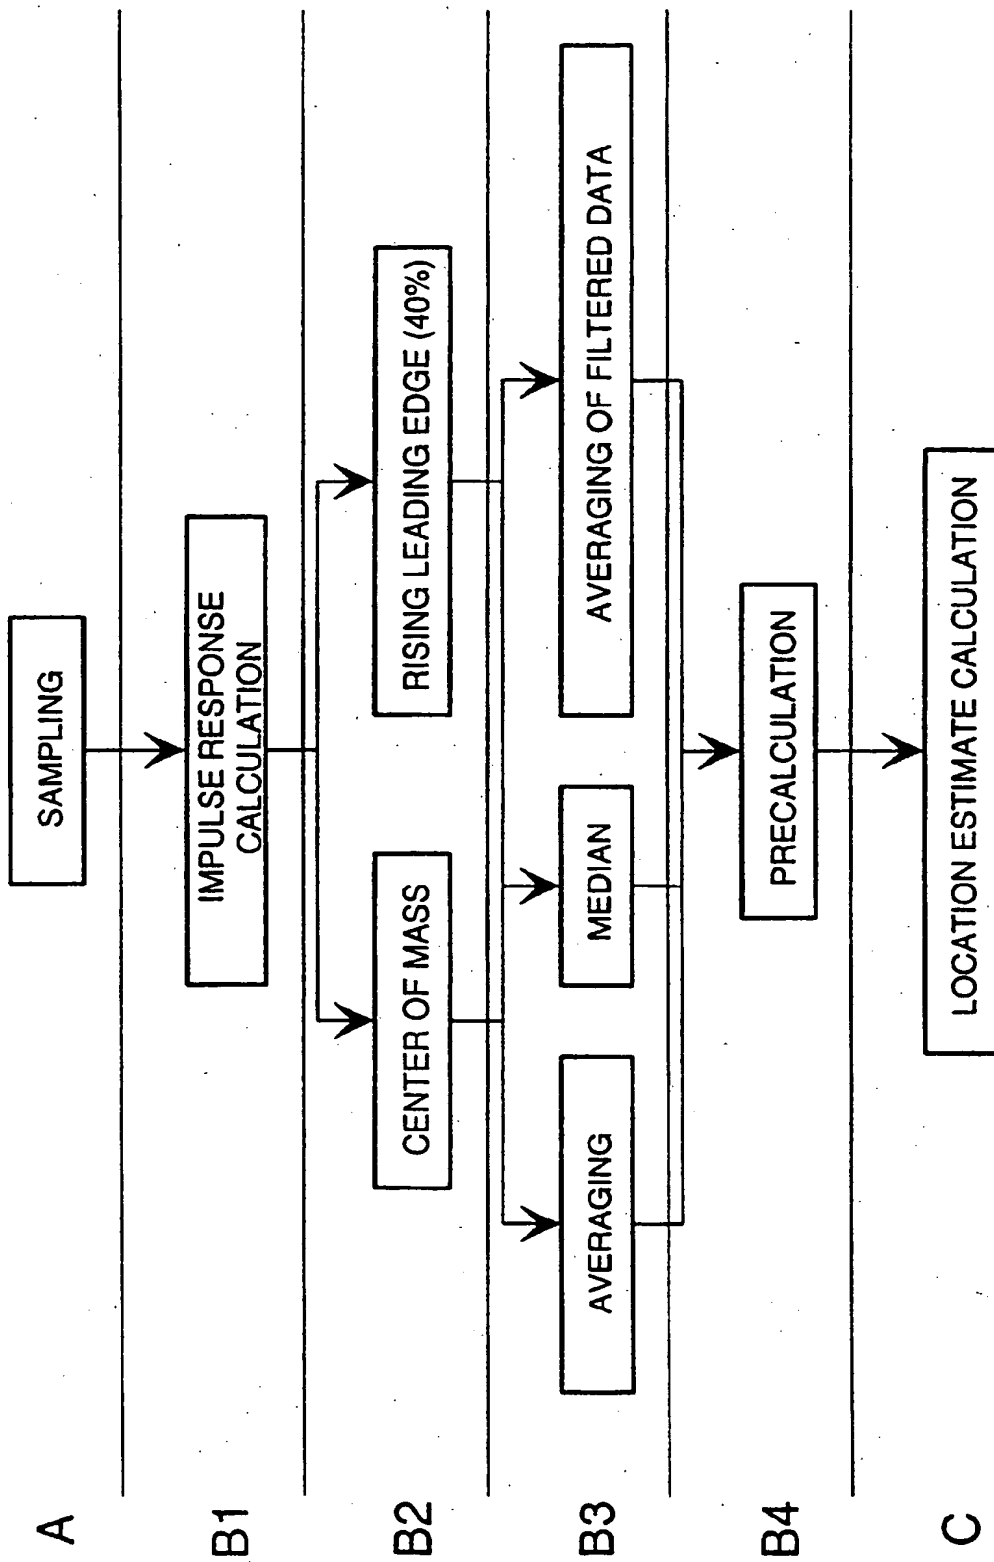 A
SAMPLING
B1
IMPULSE RESPONSE
CALCULATION
B2
CENTER OF MASS
RISING LEADING EDGE (40%)
B3
AVERAGING
MEDIAN
AVERAGING OF FILTERED DATA
B4
PRECALCULATION
C
LOCATION ESTIMATE CALCULATION